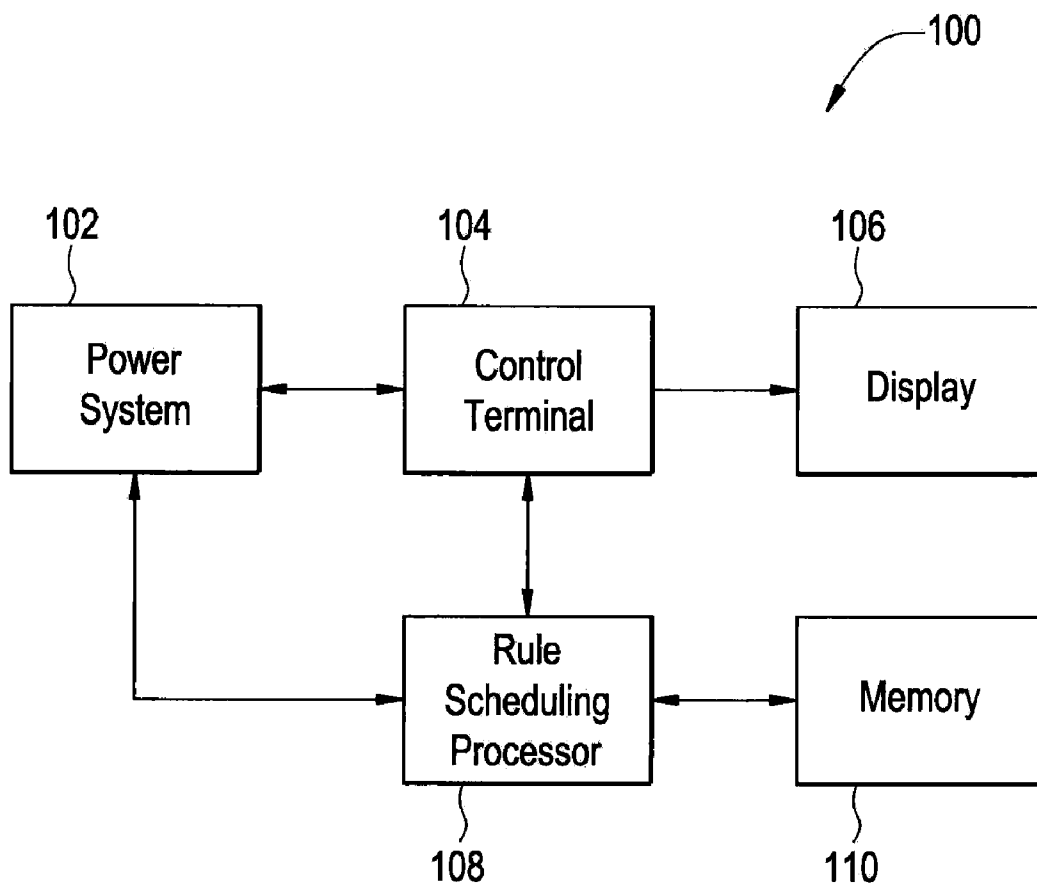 100
102
104
106
Power
System
Control
Terminal
Display
Rule
Scheduling
Processor
Memory
108
110